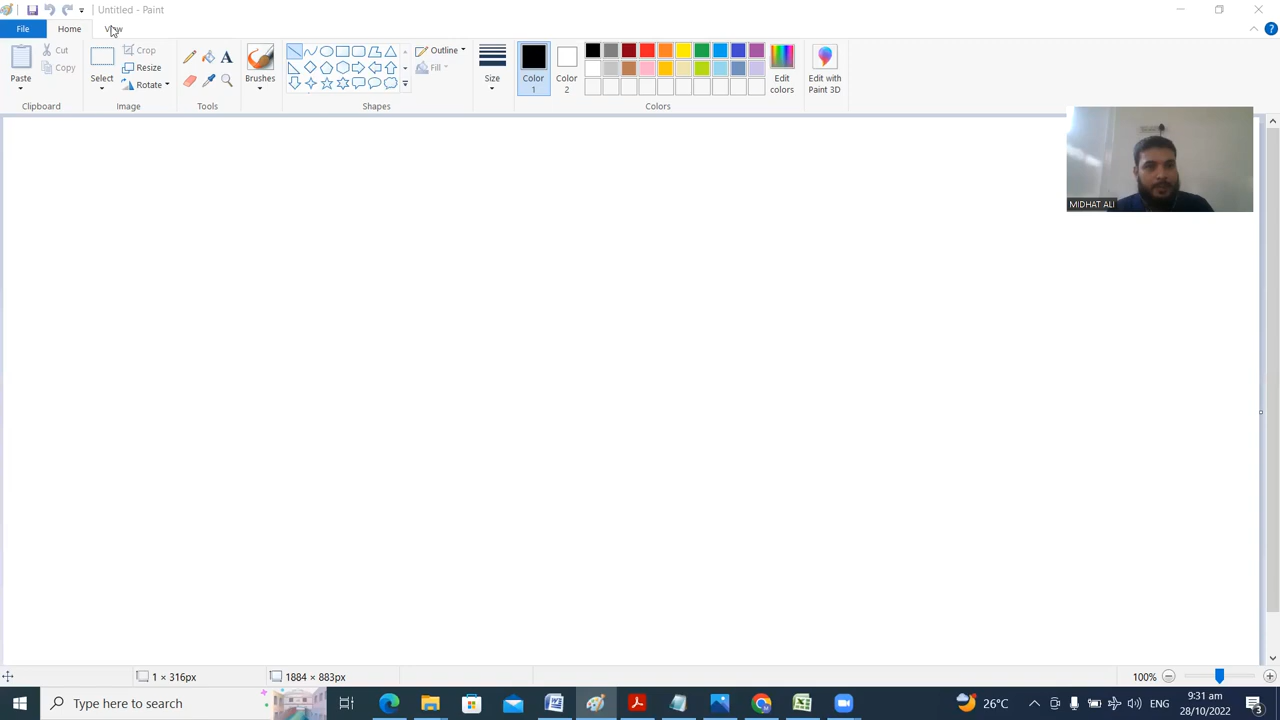 Untitled - Paint
File
Home
View
Paste
Cut
Copy
Clipboard
Select
Crop
Resize
Rotate
Image
A
Tools
Brushes
Outline
Fill
Shapes
Size
Color
1
Color
2
Edit
colors
Colors
Edit with
Paint 3D
MIDHAT ALI
1 × 316px
1884 × 883px
100%
Type here to search
26°C
ENG
9:31 am
28/10/2022
3